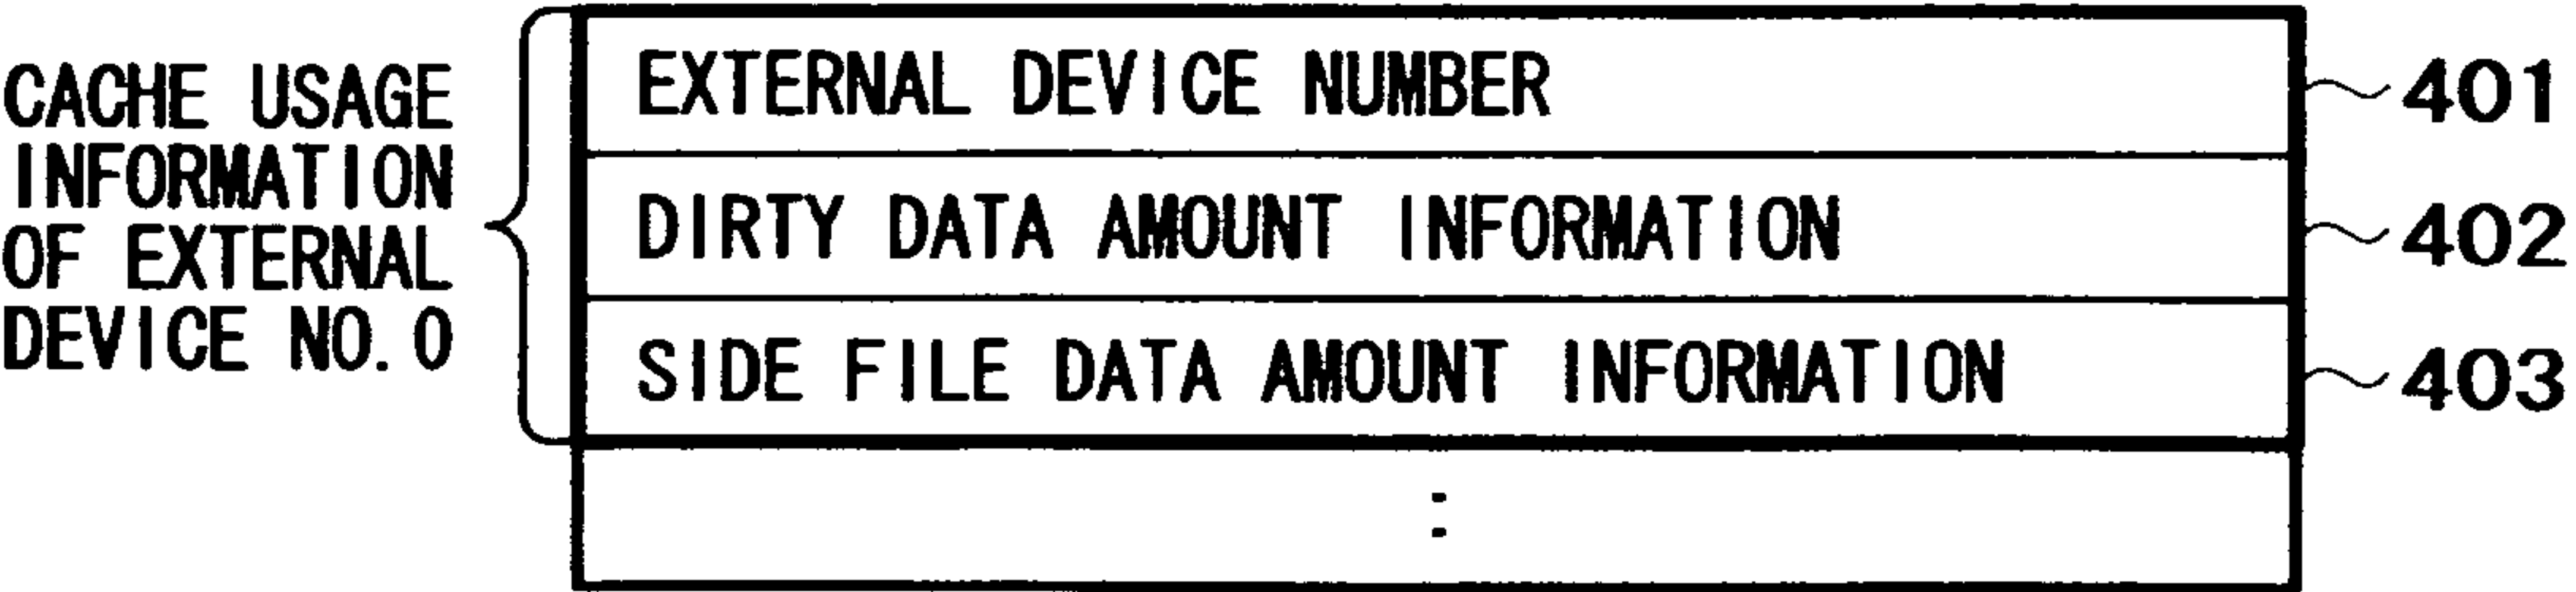 CACHE USAGE
INFORMATION
OF EXTERNAL
DEVICE NO.0
EXTERNAL DEVICE NUMBER
401
DIRTY DATA AMOUNT INFORMATION
402
SIDE FILE DATA AMOUNT INFORMATION
403
: